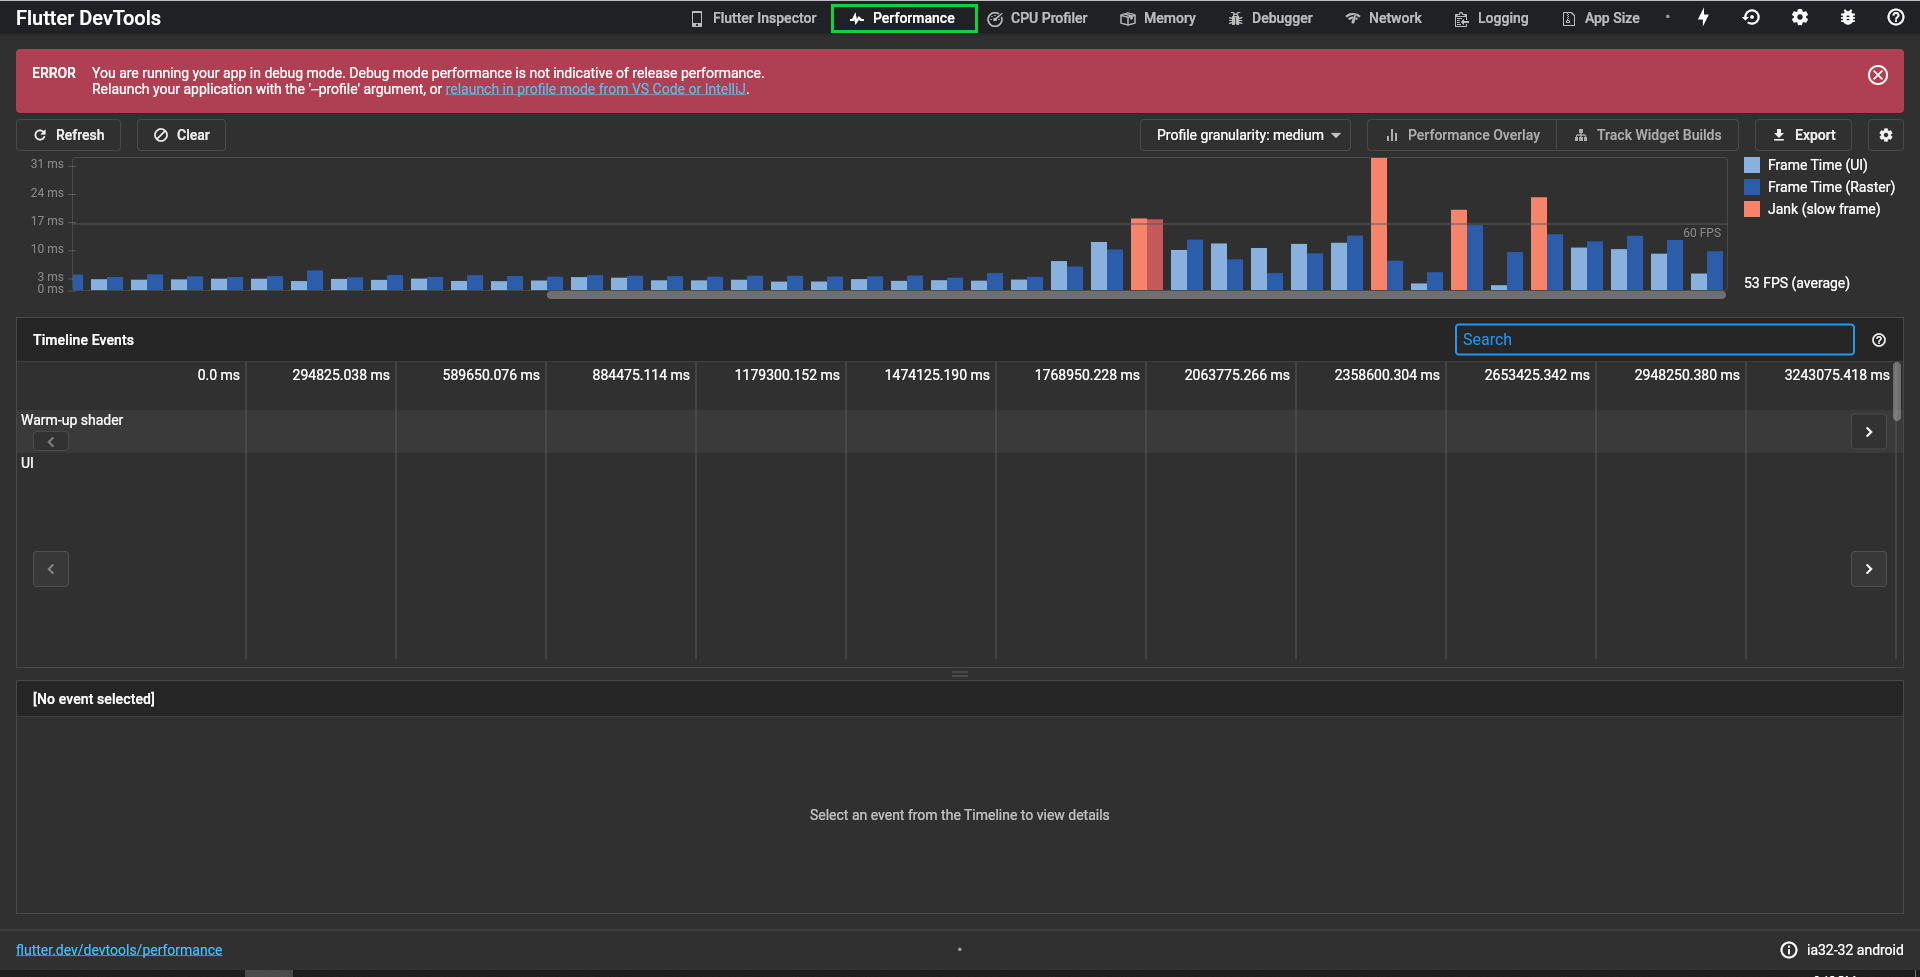 Flutter DevTools
Flutter Inspector
Performance
CPU Profiler
Memory
Debugger
Network
Logging
App Size
ERROR You are running your app in debug mode. Debug mode performance is not indicative of release performance.
Relaunch your application with the '--profile' argument, or relaunch in profile mode from VS Code or IntelliJ.
Refresh
Clear
Profile granularity: medium
Performance Overlay
Track Widget Builds
Export
31 ms
24 ms
17 ms
10 ms
3 ms
0 ms
60 FPS
Frame Time (UI)
Frame Time (Raster)
Jank (slow frame)
53 FPS (average)
Timeline Events
Search
0.0 ms
294825.038 ms
589650.076 ms
884475.114 ms
1179300.152 ms
1474125.190 ms
1768950.228 ms
2063775.266 ms
2358600.304 ms
2653425.342 ms
2948250.380 ms
3243075.418 ms
Warm-up shader
UI
[No event selected]
Select an event from the Timeline to view details
flutter.dev/devtools/performance
ia32-32 android